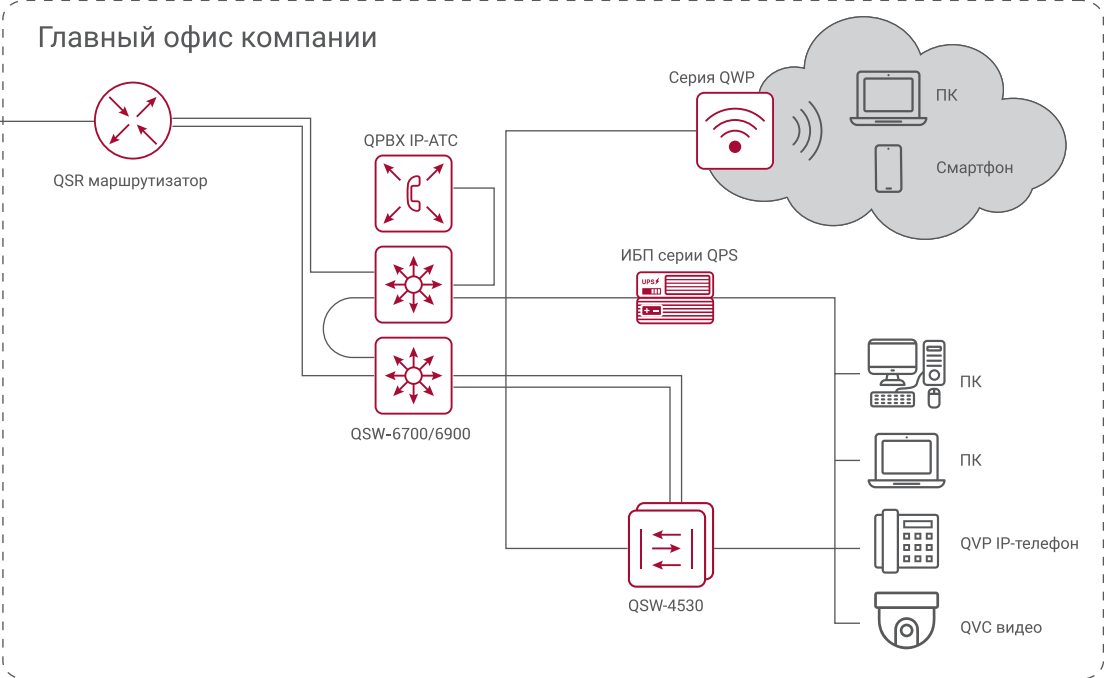 Главный офис компании
Серия QWP
ПК
QPBX IP-АТС
QSR маршрутизатор
Смартфон
ИБП серии QPS
UPS
ПК
QSW-6700/6900
ПК
QVP IP-телефон
QSW-4530
QVC видео